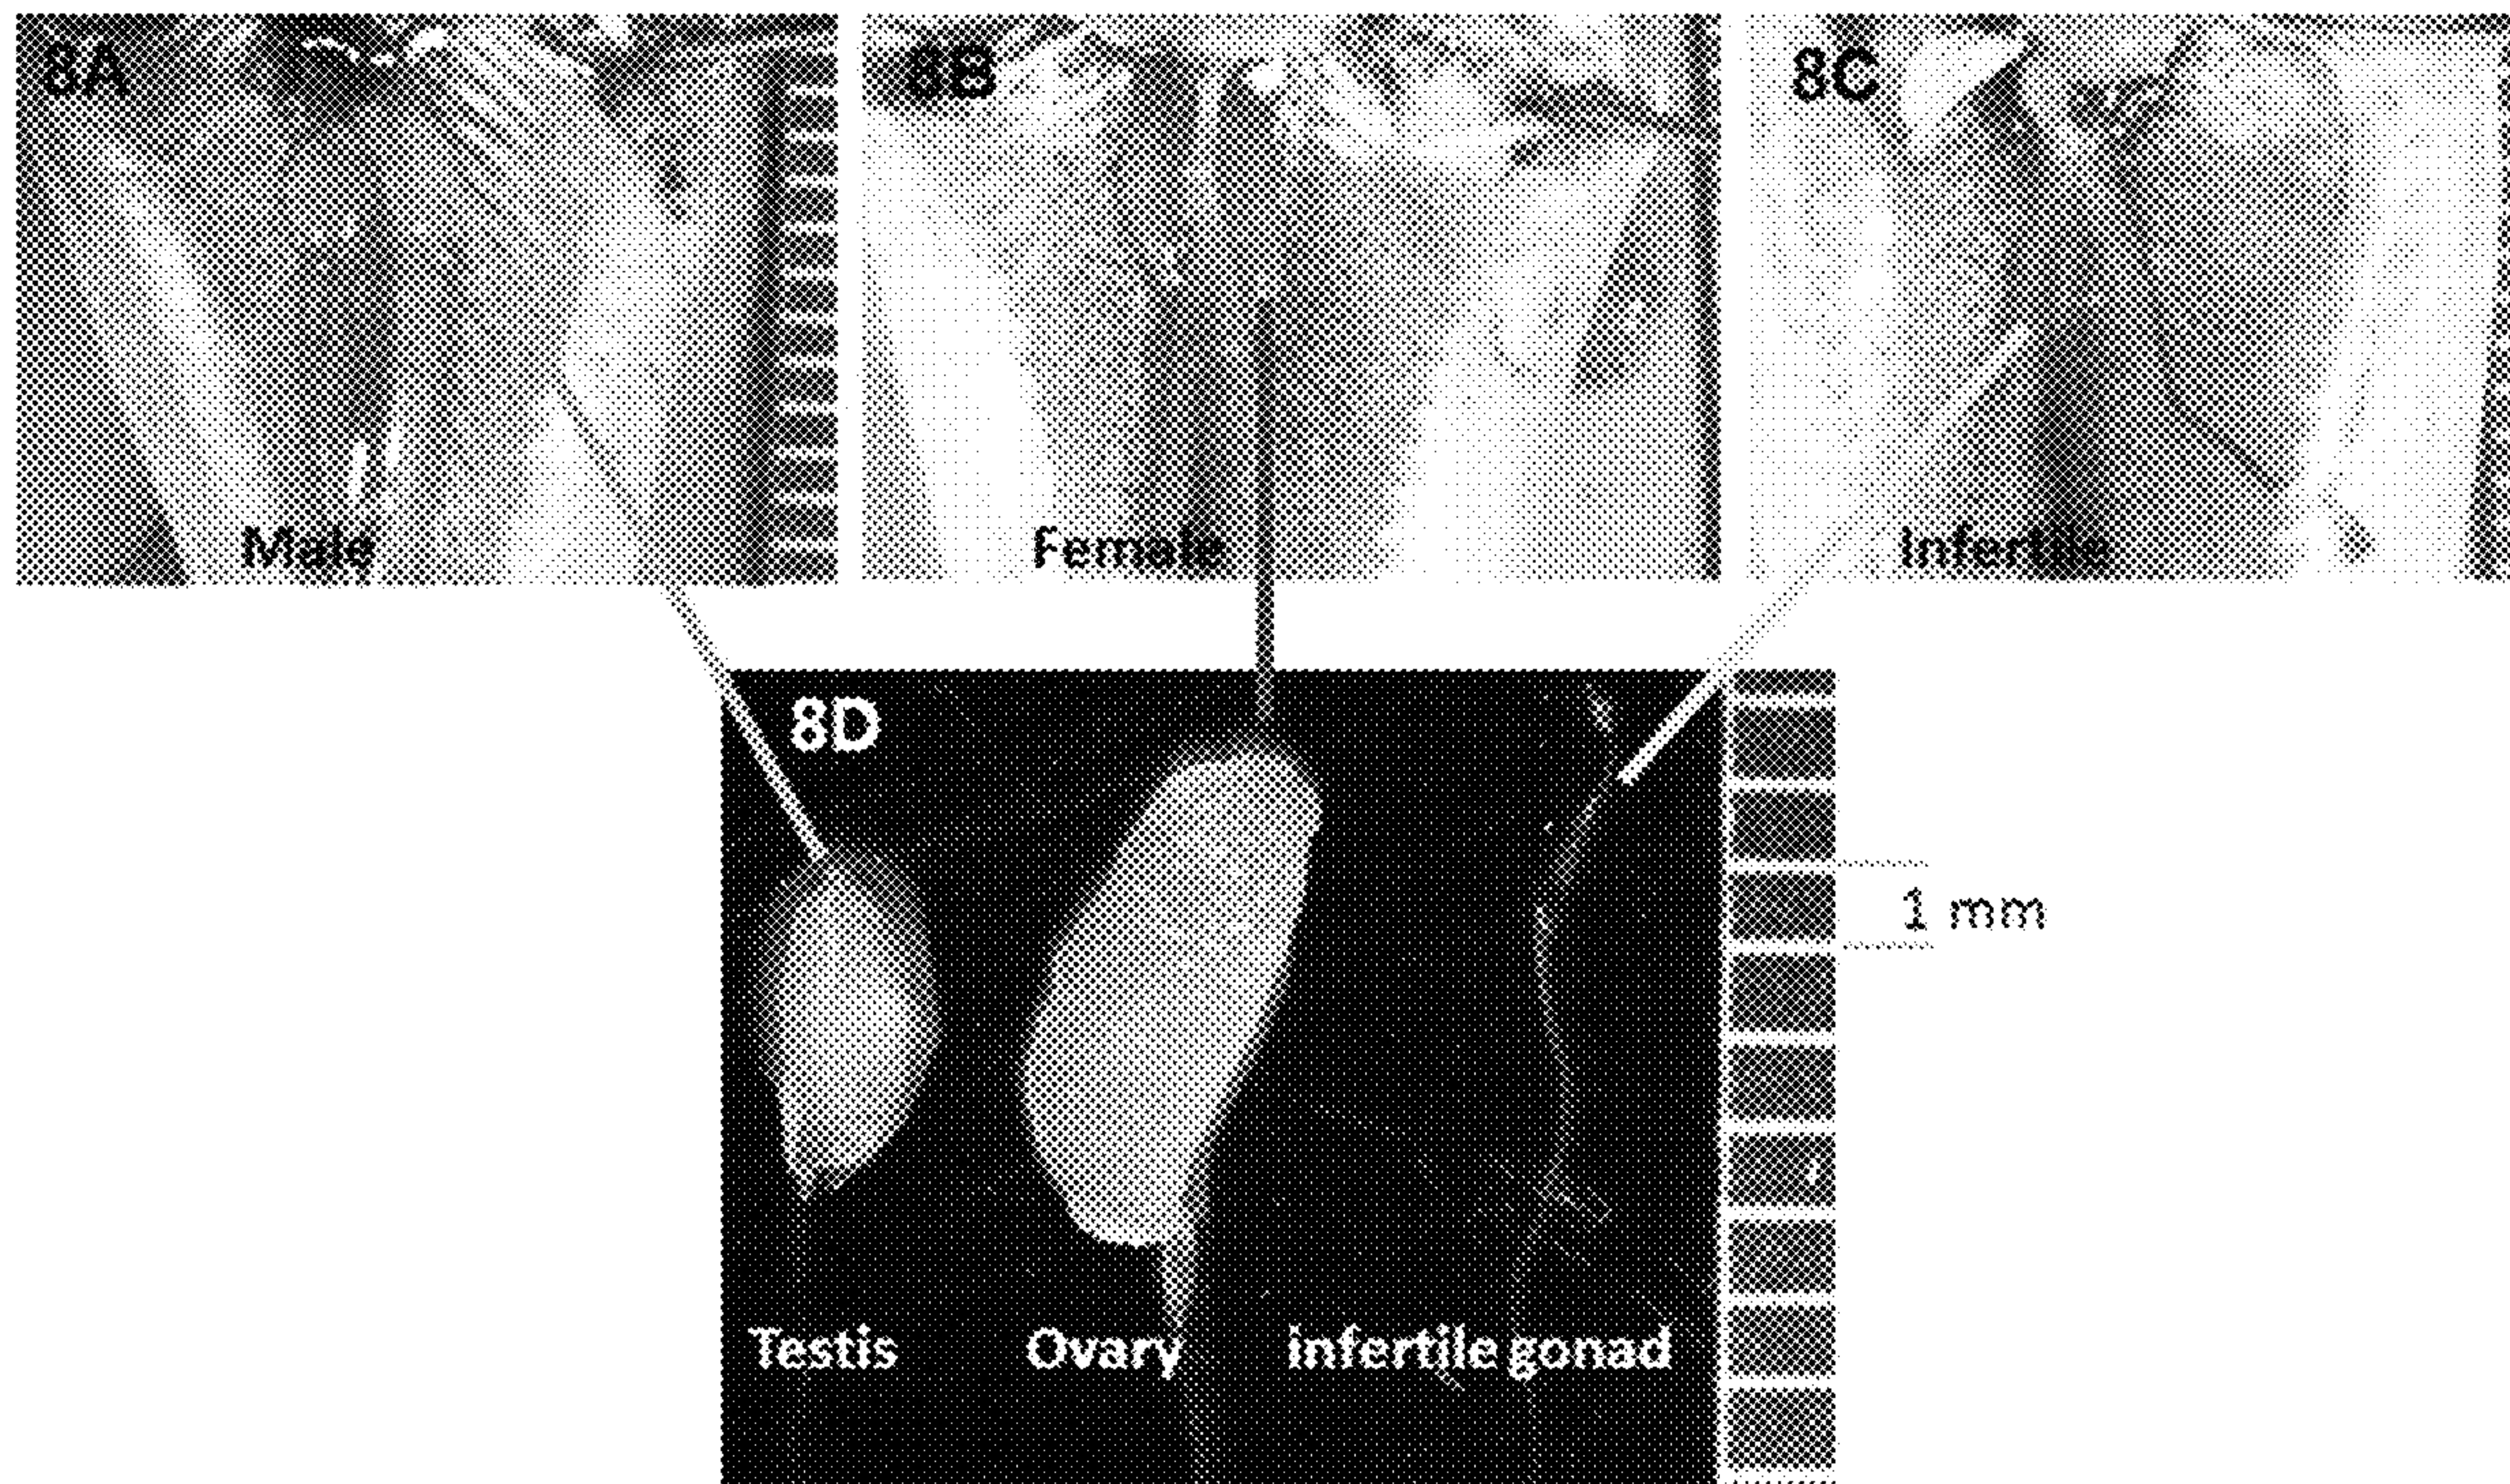 8A
8B
8C
Male
Female
Infertile
8D
1 mm
Testis
Ovary
infertile gonad